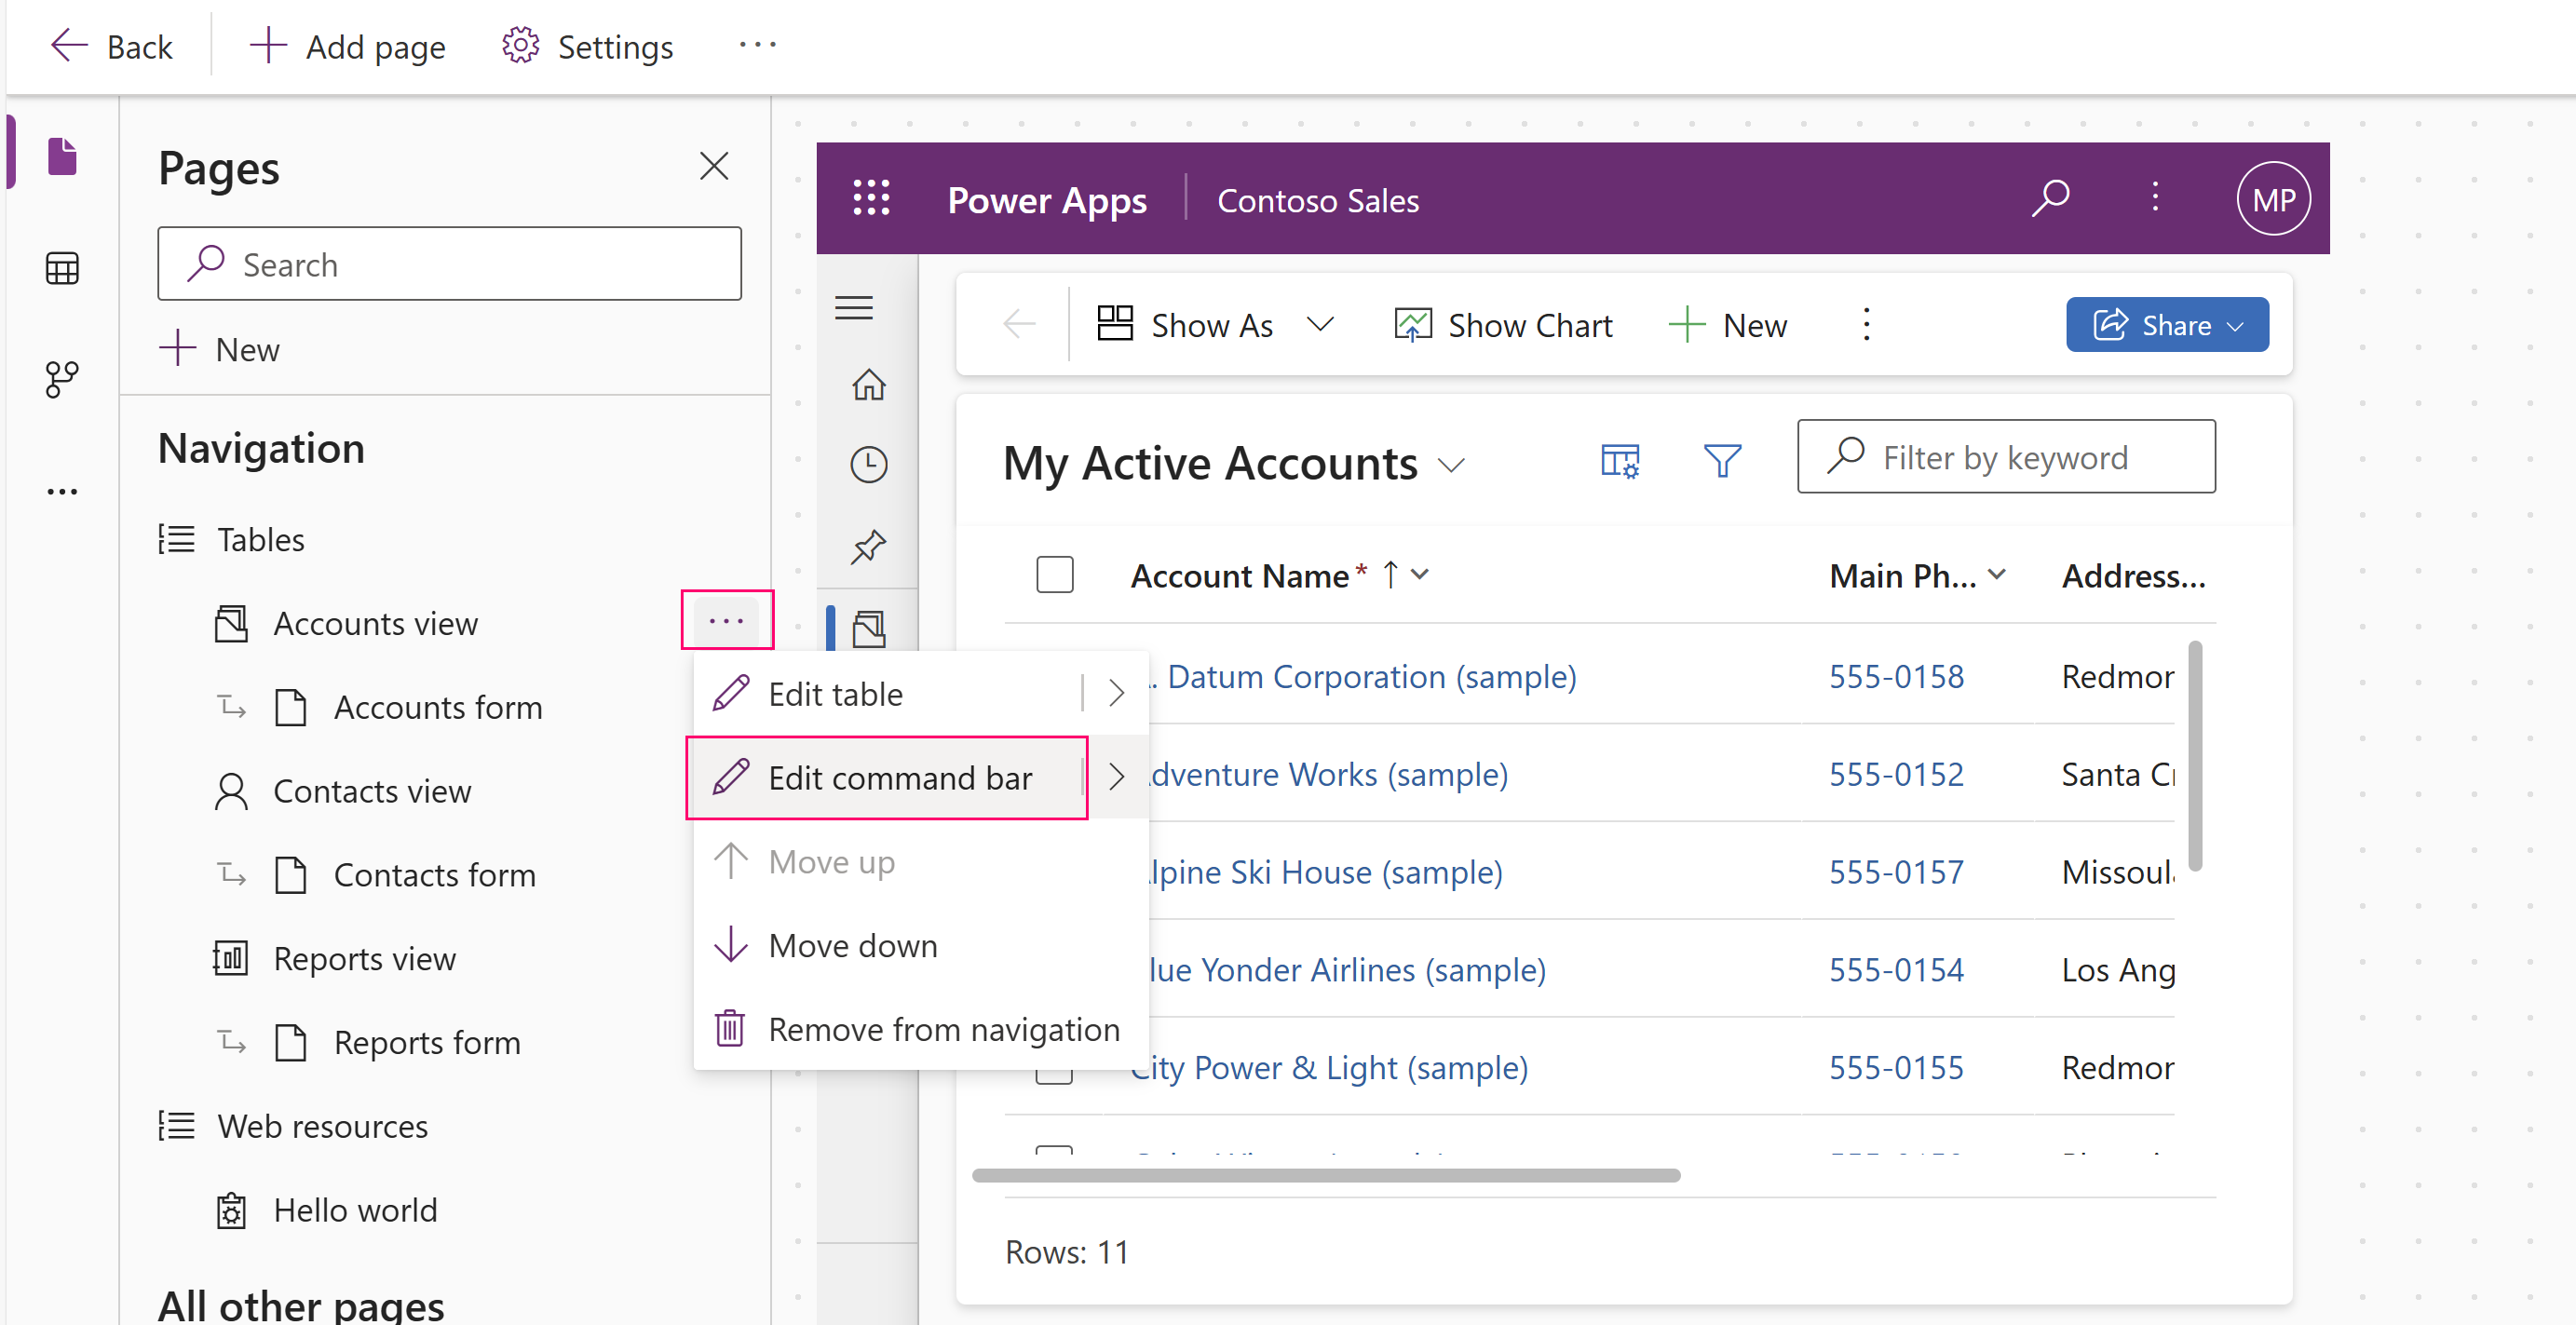 Back
Add page
Settings
Pages
Search
New
Navigation
Tables
Accounts view
Accounts form
Contacts view
Contacts form
Reports view
Reports form
Web resources
Hello world
All other pages
Edit table
Edit command bar
Move up
Move down
Remove from navigation
Power Apps
Contoso Sales
MP
Show As
Show Chart
New
Share
My Active Accounts
Filter by keyword
Account Name* Main Ph... Address...
. Datum Corporation (sample) 555-0158 Redmor
dventure Works (sample) 555-0152 Santa Cr
lpine Ski House (sample) 555-0157 Missoula
lue Yonder Airlines (sample) 555-0154 Los Ang
City Power & Light (sample) 555-0155 Redmor
Rows: 11